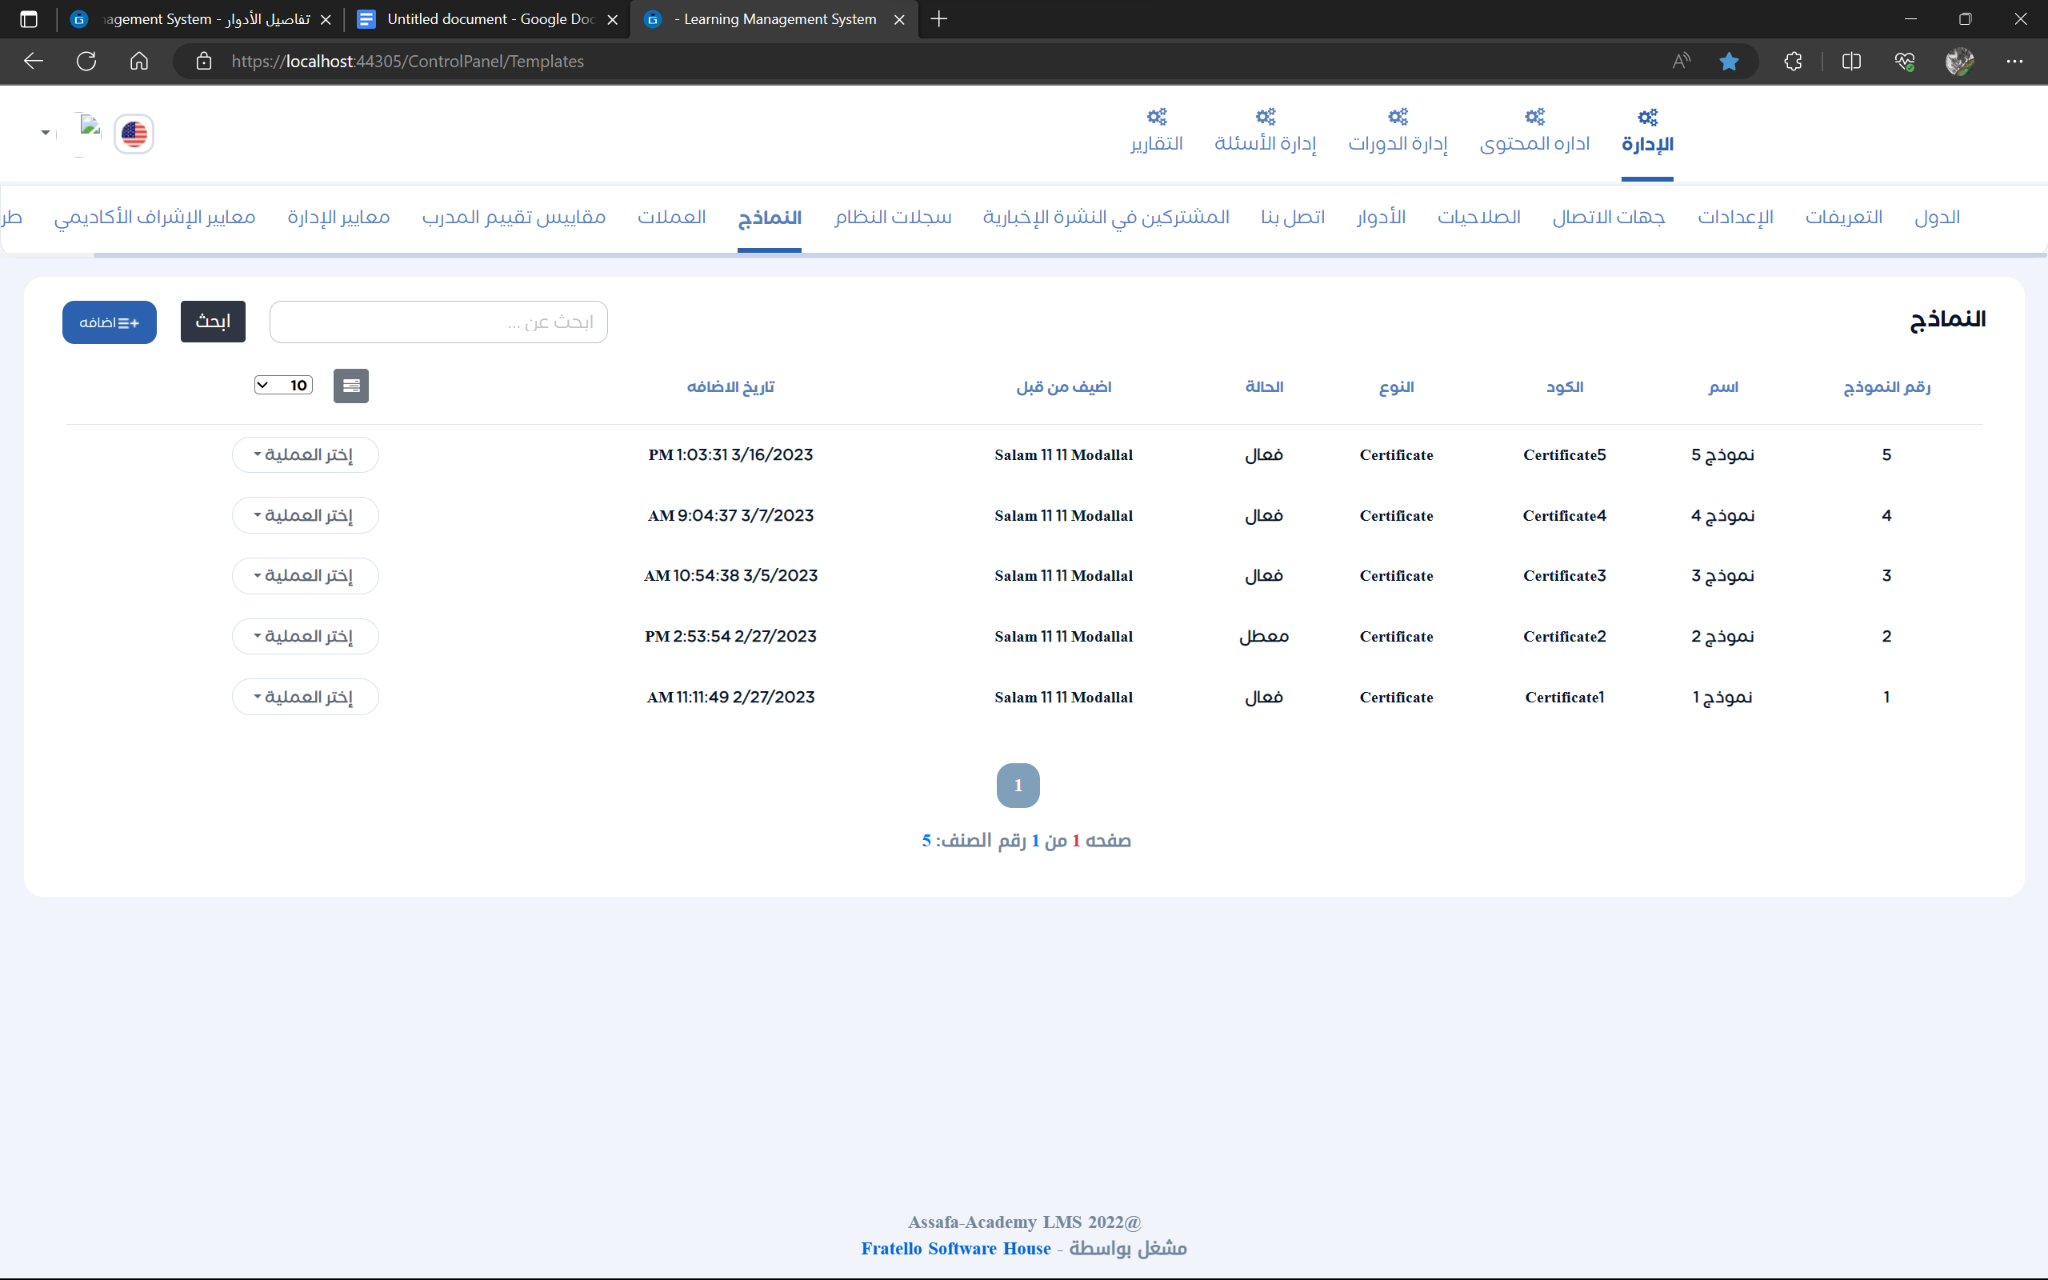 agement System - تفاصيل الأدوار
Untitled document - Google Doc
- Learning Management System
https://localhost:44305/ControlPanel/Templates
الإدارة
اداره المحتوى
إدارة الدورات
إدارة الأسئلة
التقارير
الدول
التعريفات
الإعدادات
جهات الاتصال
الصلاحيات
الأدوار
اتصل بنا
المشتركين في النشرة الإخبارية
سجلات النظام
النماذج
العملات
مقاييس تقييم المدرب
معايير الإدارة
معايير الإشراف الأكاديمي
طر
النماذج
ابحث عن ...
ابحث
اضافه
رقم النموذج اسم الكود النوع الحالة اضيف من قبل تاريخ الاضافه 10
5 نموذج 5 Certificate5 Certificate فعال Salam 11 11 Modallal PM 1:03:31 3/16/2023 إختر العملية
4 نموذج 4 Certificate4 Certificate فعال Salam 11 11 Modallal AM 9:04:37 3/7/2023 إختر العملية
3 نموذج 3 Certificate3 Certificate فعال Salam 11 11 Modallal AM 10:54:38 3/5/2023 إختر العملية
2 نموذج 2 Certificate2 Certificate معطل Salam 11 11 Modallal PM 2:53:54 2/27/2023 إختر العملية
1 نموذج 1 Certificate1 Certificate فعال Salam 11 11 Modallal AM 11:11:49 2/27/2023 إختر العملية
1
صفحه 1 من 1 رقم الصنف: 5
Assafa-Academy LMS 2022@
مشغل بواسطة - Fratello Software House